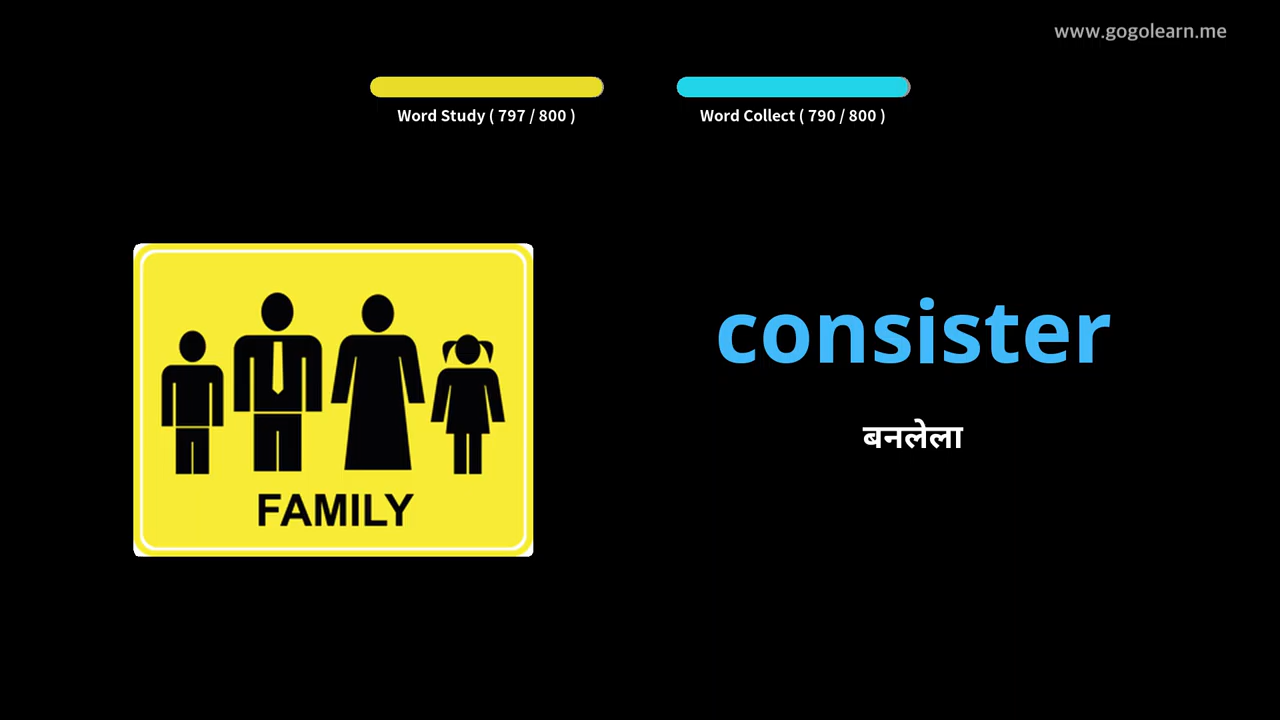 www.gogolearn.me
Word Study ( 797 / 800 )
Word Collect ( 790 / 800 )
consister
बनलेला
FAMILY